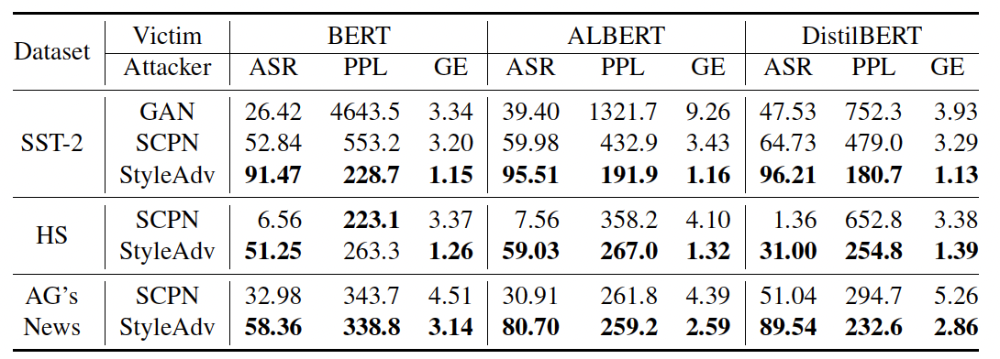 Dataset Victim BERT ALBERT DistilBERT
Attacker ASR PPL GE ASR PPL GE ASR PPL GE
SST-2 GAN 26.42 4643.5 3.34 39.40 1321.7 9.26 47.53 752.3 3.93
SCPN 52.84 553.2 3.20 59.98 432.9 3.43 64.73 479.0 3.29
StyleAdv 91.47 228.7 1.15 95.51 191.9 1.16 96.21 180.7 1.13
HS SCPN 6.56 223.1 3.37 7.56 358.2 4.10 1.36 652.8 3.38
StyleAdv 51.25 263.3 1.26 59.03 267.0 1.32 31.00 254.8 1.39
AG's SCPN 32.98 343.7 4.51 30.91 261.8 4.39 51.04 294.7 5.26
News StyleAdv 58.36 338.8 3.14 80.70 259.2 2.59 89.54 232.6 2.86